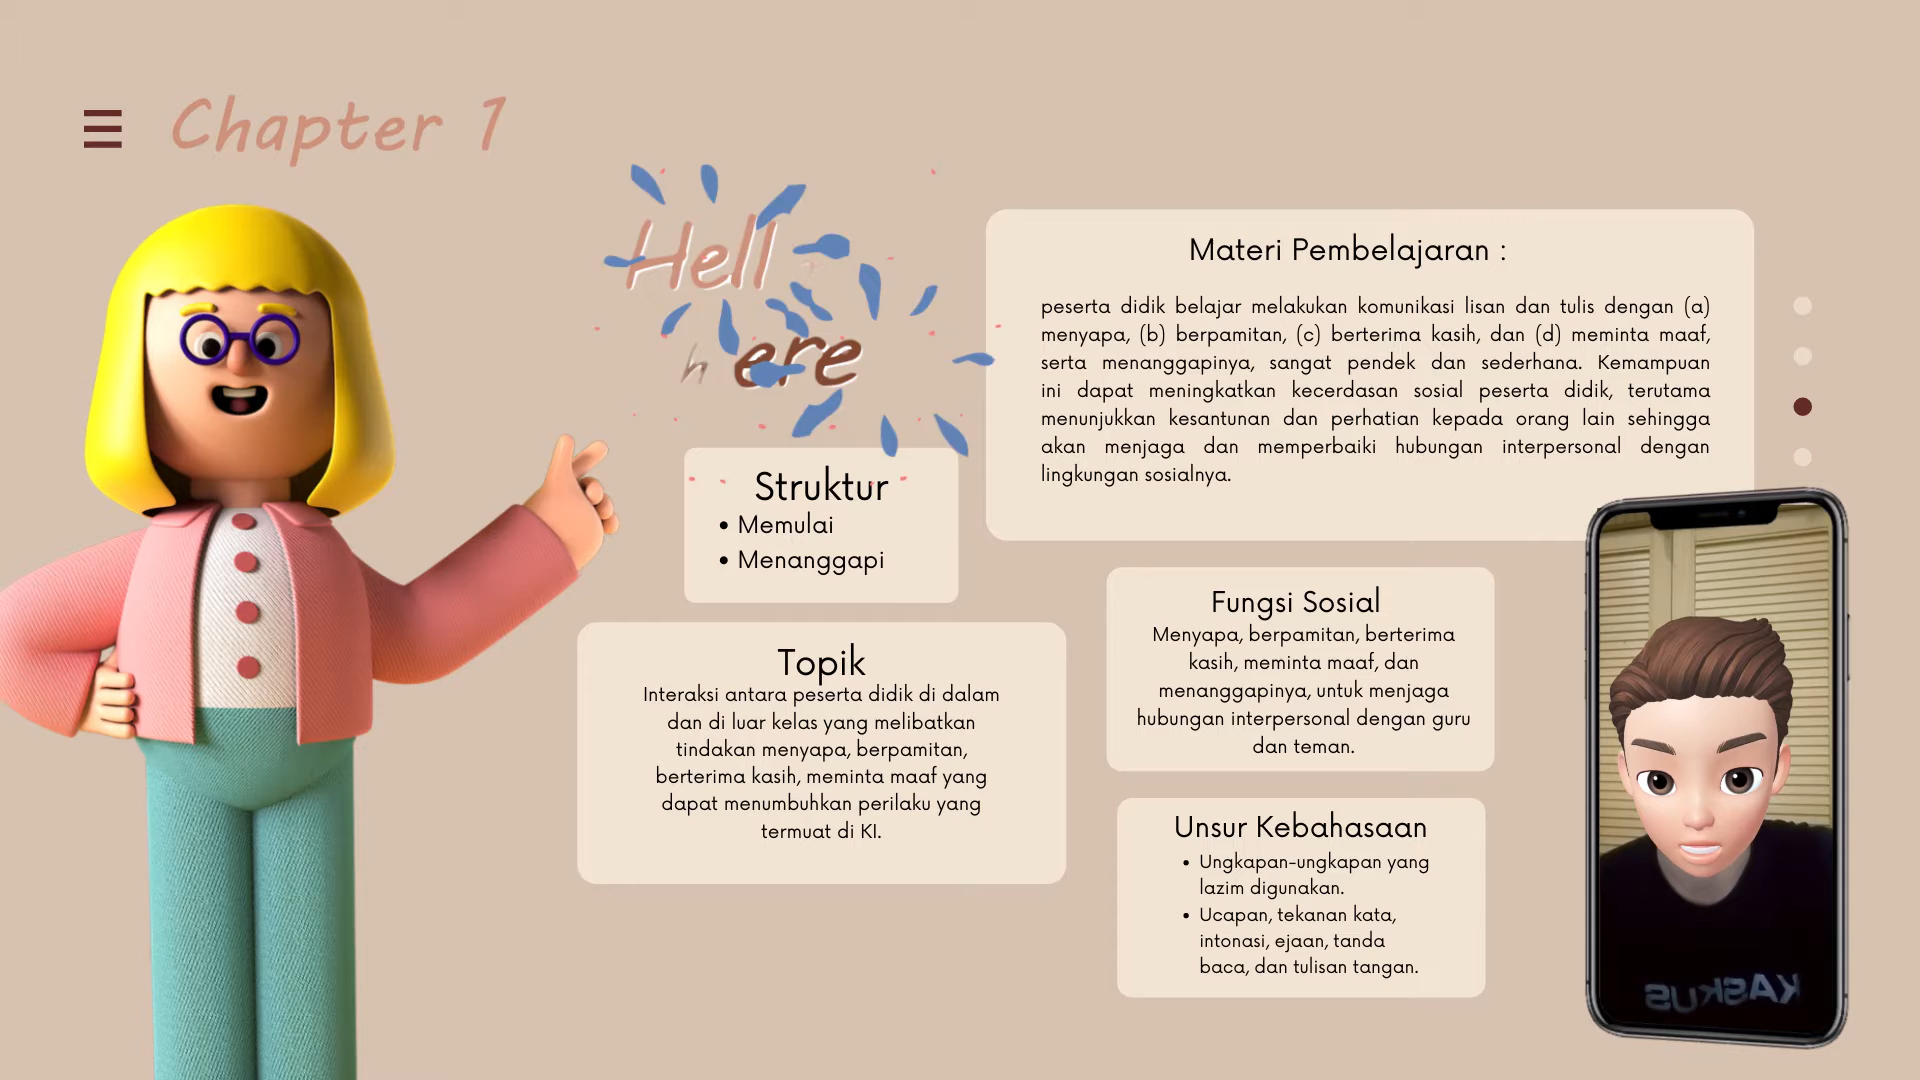 Chapter 1
Hell
here
Materi Pembelajaran :
peserta didik belajar melakukan komunikasi lisan dan tulis dengan (a)
menyapa, (b) berpamitan, (c) berterima kasih, dan (d) meminta maaf,
serta menanggapinya, sangat pendek dan sederhana. Kemampuan
ini dapat meningkatkan kecerdasan sosial peserta didik, terutama
menunjukkan kesantunan dan perhatian kepada orang lain sehingga
akan menjaga dan memperbaiki hubungan interpersonal dengan
lingkungan sosialnya.
Struktur
• Memulai
• Menanggapi
Topik
Interaksi antara peserta didik di dalam
dan di luar kelas yang melibatkan
tindakan menyapa, berpamitan,
berterima kasih, meminta maaf yang
dapat menumbuhkan perilaku yang
termuat di KI.
Fungsi Sosial
Menyapa, berpamitan, berterima
kasih, meminta maaf, dan
menanggapinya, untuk menjaga
hubungan interpersonal dengan guru
dan teman.
Unsur Kebahasaan
• Ungkapan-ungkapan yang
lazim digunakan.
• Ucapan, tekanan kata,
intonasi, ejaan, tanda
baca, dan tulisan tangan.
KASKUS